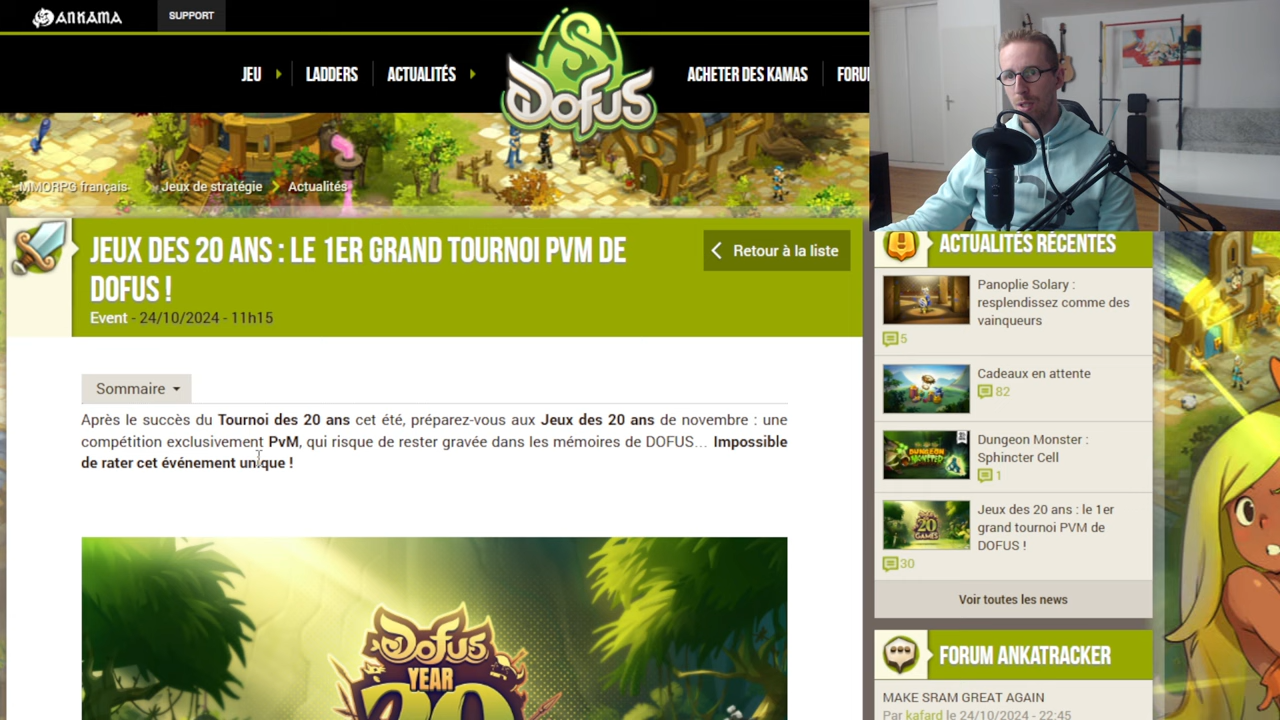 ANKAMA
SUPPORT
JEU
LADDERS
ACTUALITÉS
DOFUS
ACHETER DES KAMAS
FORU
MMORPG français
Jeux de stratégie
Actualités
JEUX DES 20 ANS : LE 1ER GRAND TOURNOI PVM DE
DOFUS !
Event - 24/10/2024 - 11h15
Retour à la liste
Sommaire
Après le succès du Tournoi des 20 ans cet été, préparez-vous aux Jeux des 20 ans de novembre : une
compétition exclusivement PvM, qui risque de rester gravée dans les mémoires de DOFUS… Impossible
de rater cet événement unique !
DOFUS
YEAR
20
ACTUALITÉS RÉCENTES
Panoplie Solary :
resplendissez comme des
vainqueurs
5
Cadeaux en attente
82
DUNGEON
MONSTER
Dungeon Monster :
Sphincter Cell
1
20
GAMES
Jeux des 20 ans : le 1er
grand tournoi PVM de
DOFUS !
30
Voir toutes les news
FORUM ANKATRACKER
MAKE SRAM GREAT AGAIN
Par kafard le 24/10/2024 - 22:45